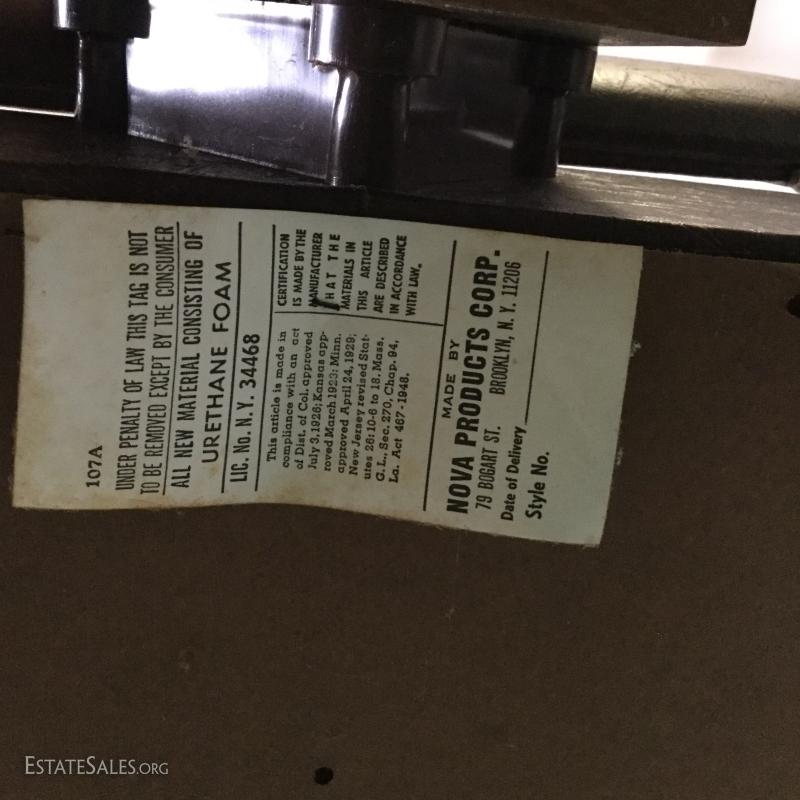 107A
UNDER PENALTY OF LAW THIS TAG IS NOT
TO BE REMOVED EXCEPT BY THE CONSUMER
ALL NEW MATERIAL CONSISTING OF
URETHANE FOAM
LIC. No. N.Y. 34468
This article is made in
compliance with an act
of Dist. of Col. approved
July 3, 1926; Kansas app-
roved March 1923; Minn.
approved April 24, 1929;
New Jersey revised Stat-
utes 26:10-6 to 18. Mass.
G. L., Sec. 270, Chap. 94,
La. Act 467-1948.
CERTIFICATION
IS MADE BY THE
MANUFACTURER
THAT THE
MATERIALS IN
THIS ARTICLE
ARE DESCRIBED
IN ACCORDANCE
WITH LAW.
MADE BY
NOVA PRODUCTS CORP.
79 BOGART ST. BROOKLYN, N. Y. 11206
Date of Delivery
Style No.
ESTATESALES.ORG